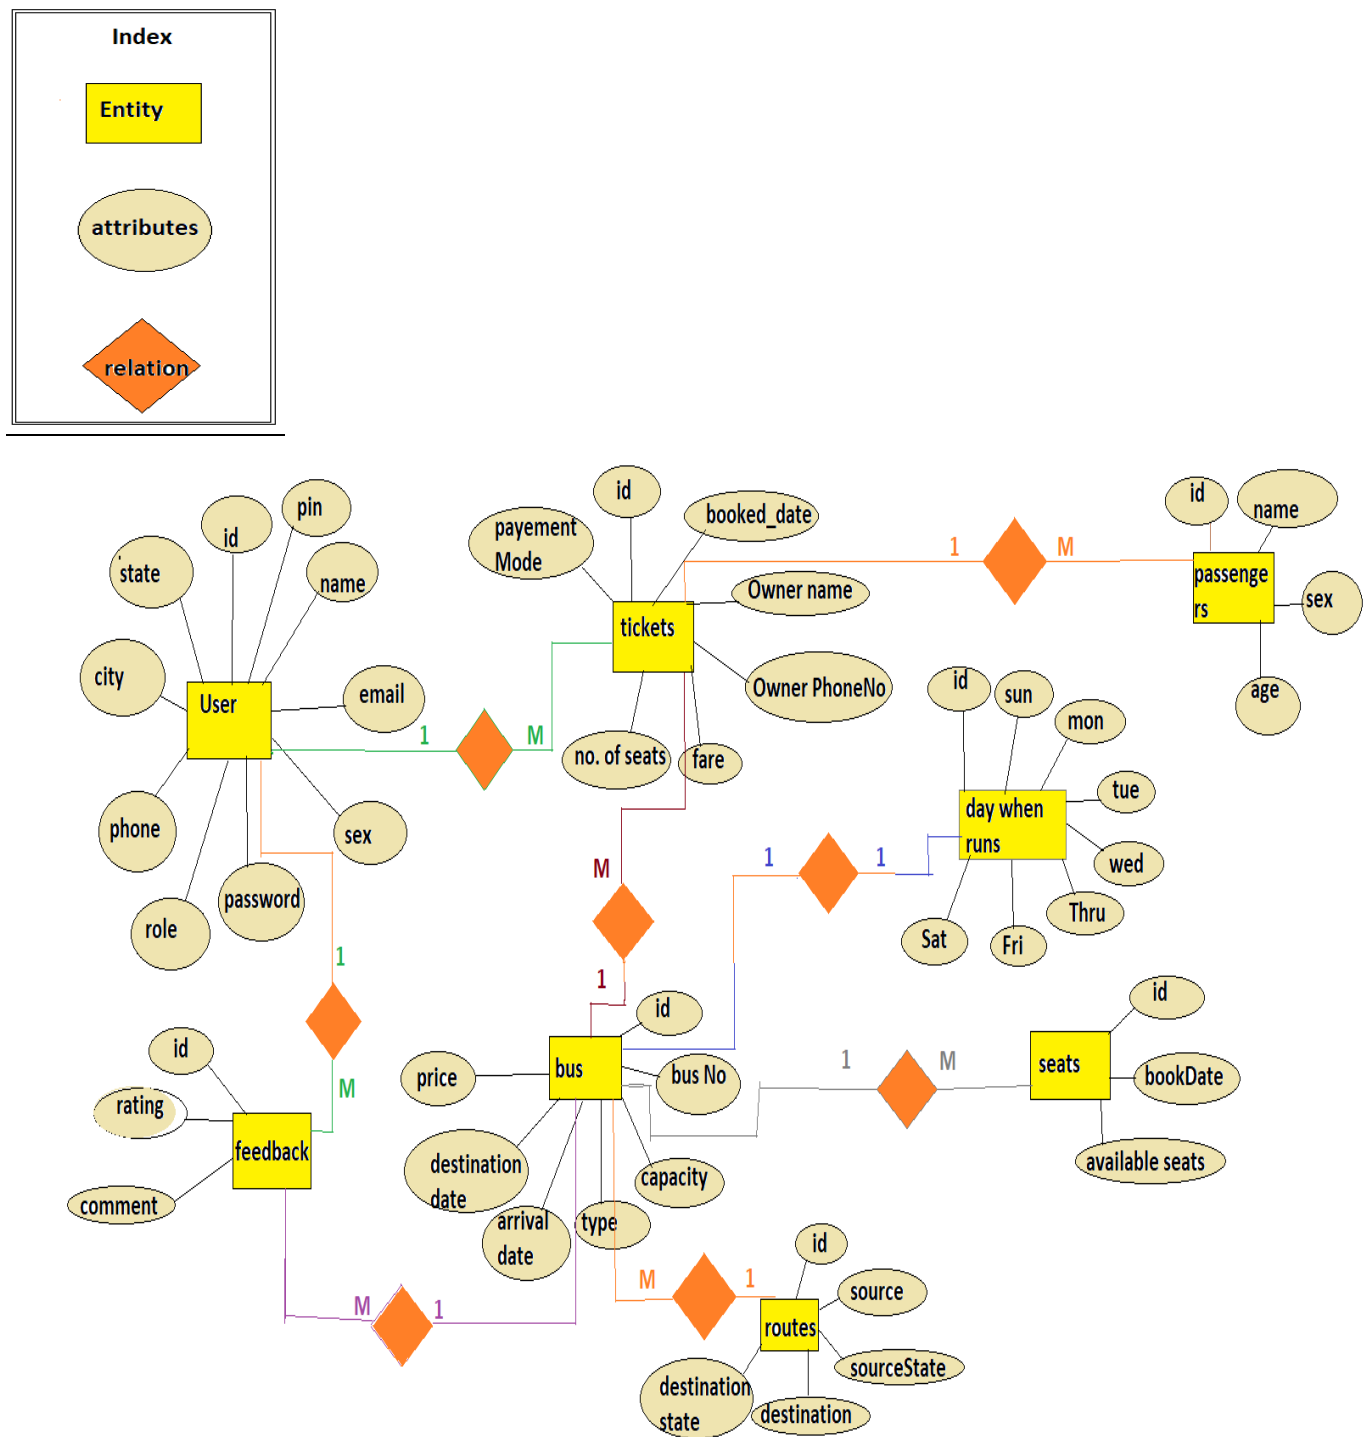 Index
Entity
attributes
relation
id
pin
state
name
city
User
email
phone
sex
role
password
1
M
payement
Mode
id
booked_date
tickets
Owner name
Owner PhoneNo
no. of seats
fare
1
M
id
name
passenge
rs
sex
age
id
sun
mon
day when
runs
tue
wed
Thru
Fri
Sat
1
1
M
1
1
M
id
rating
feedback
comment
M
1
id
price
bus
bus No
destination
date
arrival
date
type
capacity
1
M
id
seats
bookDate
available seats
M
1
id
source
routes
sourceState
destination
state
destination